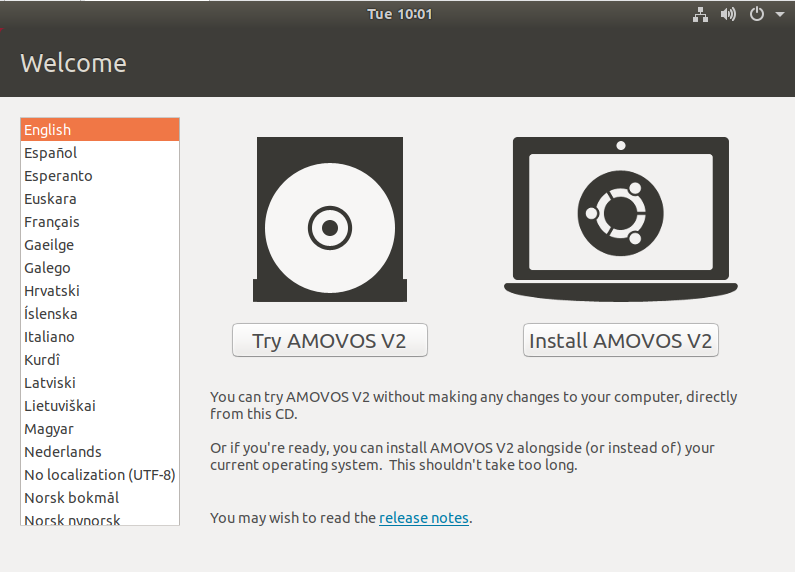 Tue 10:01
Welcome
English
Español
Esperanto
Euskara
Français
Gaeilge
Galego
Hrvatski
Íslenska
Italiano
Kurdî
Latviski
Lietuviškai
Magyar
Nederlands
No localization (UTF-8)
Norsk bokmål
Norsk nynorsk
Try AMOVOS V2
Install AMOVOS V2
You can try AMOVOS V2 without making any changes to your computer, directly
from this CD.
Or if you're ready, you can install AMOVOS V2 alongside (or instead of) your
current operating system. This shouldn't take too long.
You may wish to read the release notes.